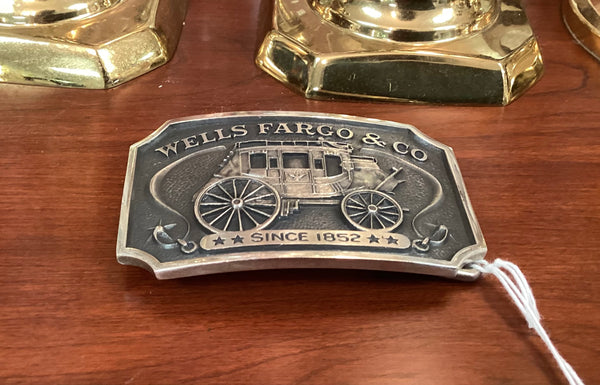 WELLS FARGO & CO
★★ SINCE 1852 ★★